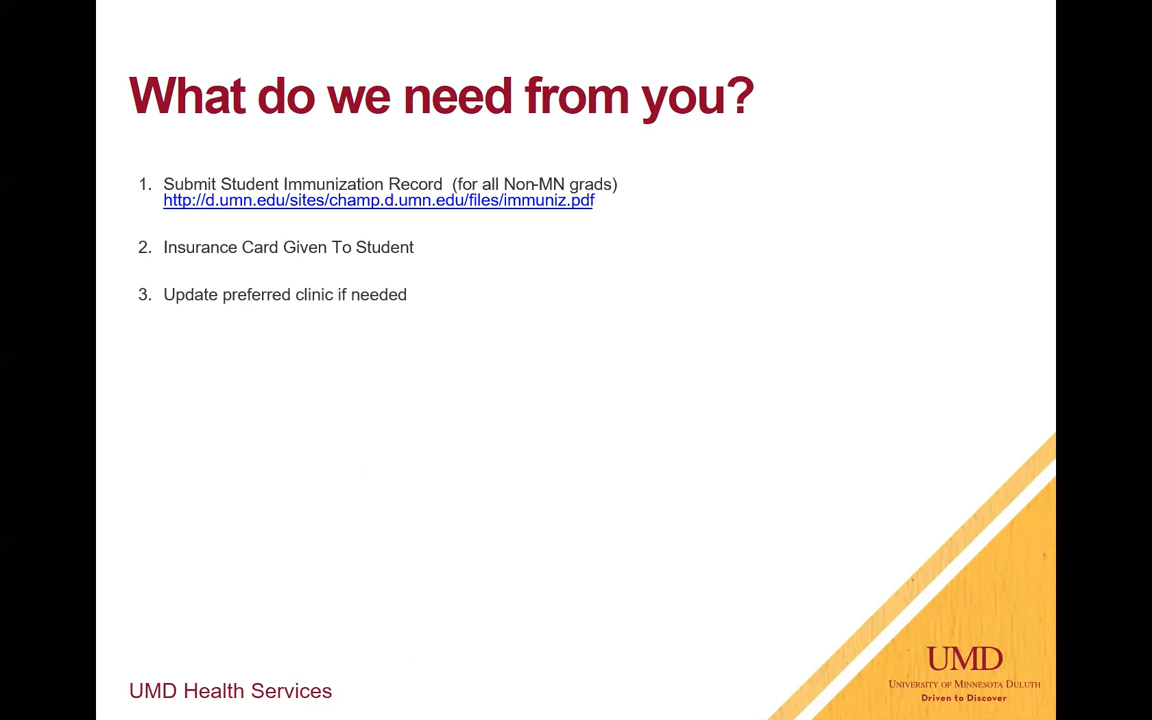 What do we need from you?
1. Submit Student Immunization Record (for all Non-MN grads)
http://d.umn.edu/sites/champ.d.umn.edu/files/immuniz.pdf
2. Insurance Card Given To Student
3. Update preferred clinic if needed
UMD Health Services
UMD
UNIVERSITY OF MINNESOTA DULUTH
Driven to Discover